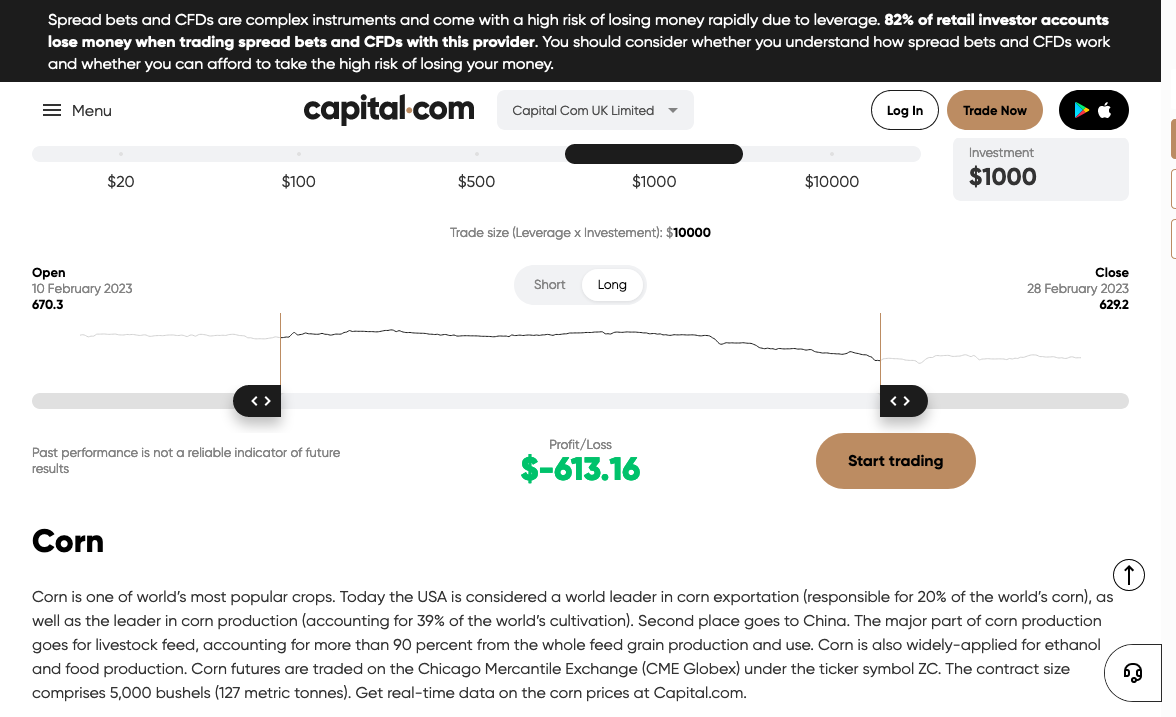 Spread bets and CFDs are complex instruments and come with a high risk of losing money rapidly due to leverage. 82% of retail investor accounts
lose money when trading spread bets and CFDs with this provider. You should consider whether you understand how spread bets and CFDs work
and whether you can afford to take the high risk of losing your money.
Menu
capital.com
Capital Com UK Limited
Log In
Trade Now
$20
$100
$500
$1000
$10000
Investment
$1000
Trade size (Leverage x Investement): $10000
Open
10 February 2023
670.3
Short
Long
Close
28 February 2023
629.2
Past performance is not a reliable indicator of future
results
Profit/Loss
$-613.16
Start trading
Corn
Corn is one of world's most popular crops. Today the USA is considered a world leader in corn exportation (responsible for 20% of the world's corn), as
well as the leader in corn production (accounting for 39% of the world's cultivation). Second place goes to China. The major part of corn production
goes for livestock feed, accounting for more than 90 percent from the whole feed grain production and use. Corn is also widely-applied for ethanol
and food production. Corn futures are traded on the Chicago Mercantile Exchange (CME Globex) under the ticker symbol ZC. The contract size
comprises 5,000 bushels (127 metric tonnes). Get real-time data on the corn prices at Capital.com.